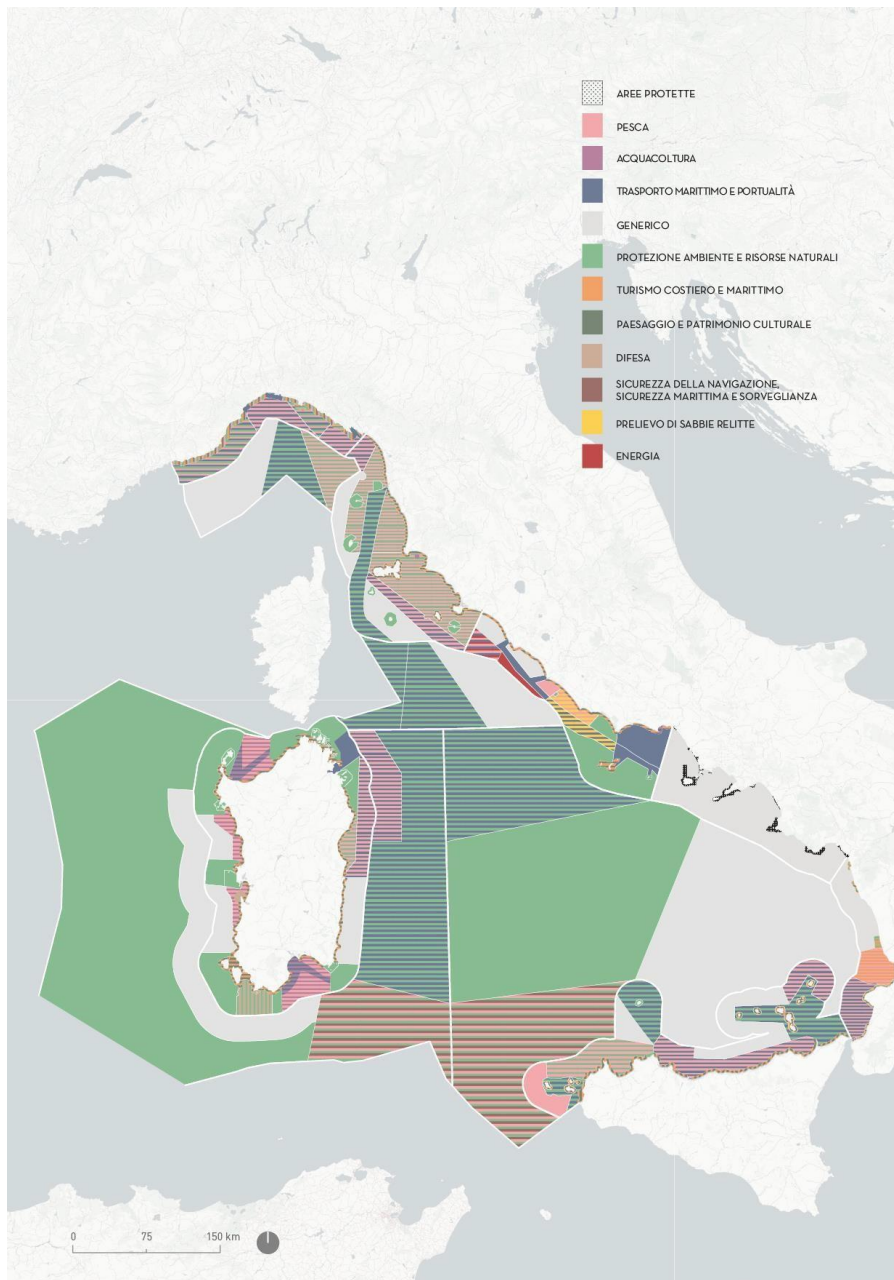 AREE PROTETTE
PESCA
ACQUACOLTURA
TRASPORTO MARITTIMO E PORTUALITÀ
GENERICO
PROTEZIONE AMBIENTE E RISORSE NATURALI
TURISMO COSTIERO E MARITTIMO
PAESAGGIO E PATRIMONIO CULTURALE
DIFESA
SICUREZZA DELLA NAVIGAZIONE,
SICUREZZA MARITTIMA E SORVEGLIANZA
PRELIEVO DI SABBIE RELITTE
ENERGIA
0 75 150 km